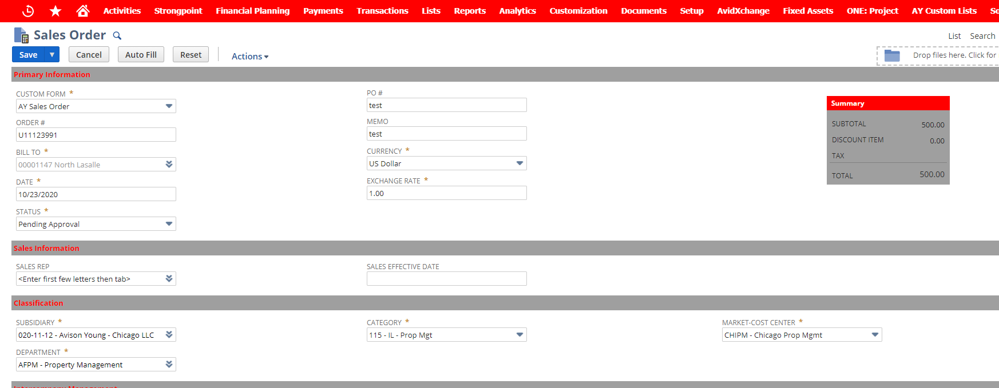 Activities Strongpoint Financial Planning Payments Transactions Lists Reports Analytics Customization Documents Setup AvidXchange Fixed Assets ONE: Project AY Custom Lists So
Sales Order
List Search
Save Cancel Auto Fill Reset Actions
Drop files here. Click for
Primary Information
CUSTOM FORM *
AY Sales Order
ORDER #
U11123991
BILL TO *
00001147 North Lasalle
DATE *
10/23/2020
STATUS *
Pending Approval
PO #
test
MEMO
test
CURRENCY *
US Dollar
EXCHANGE RATE *
1.00
Summary
SUBTOTAL 500.00
DISCOUNT ITEM 0.00
TAX
TOTAL 500.00
Sales Information
SALES REP
<Enter first few letters then tab>
SALES EFFECTIVE DATE
Classification
SUBSIDIARY *
020-11-12 - Avison Young - Chicago LLC
DEPARTMENT *
AFPM - Property Management
CATEGORY *
115 - IL - Prop Mgt
MARKET-COST CENTER *
CHIPM - Chicago Prop Mgmt
Intercompany Management